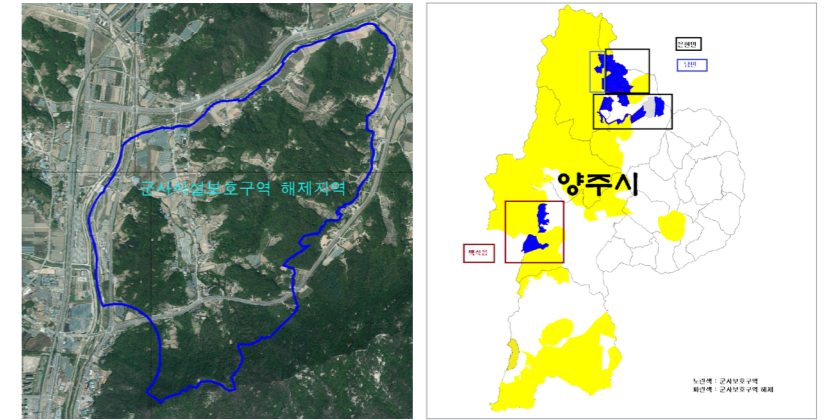 군사시설보호구역 해제지역
은현면
남면
양주시
백석읍
노란색 : 군사보호구역
파란색 : 군사보호구역 해제